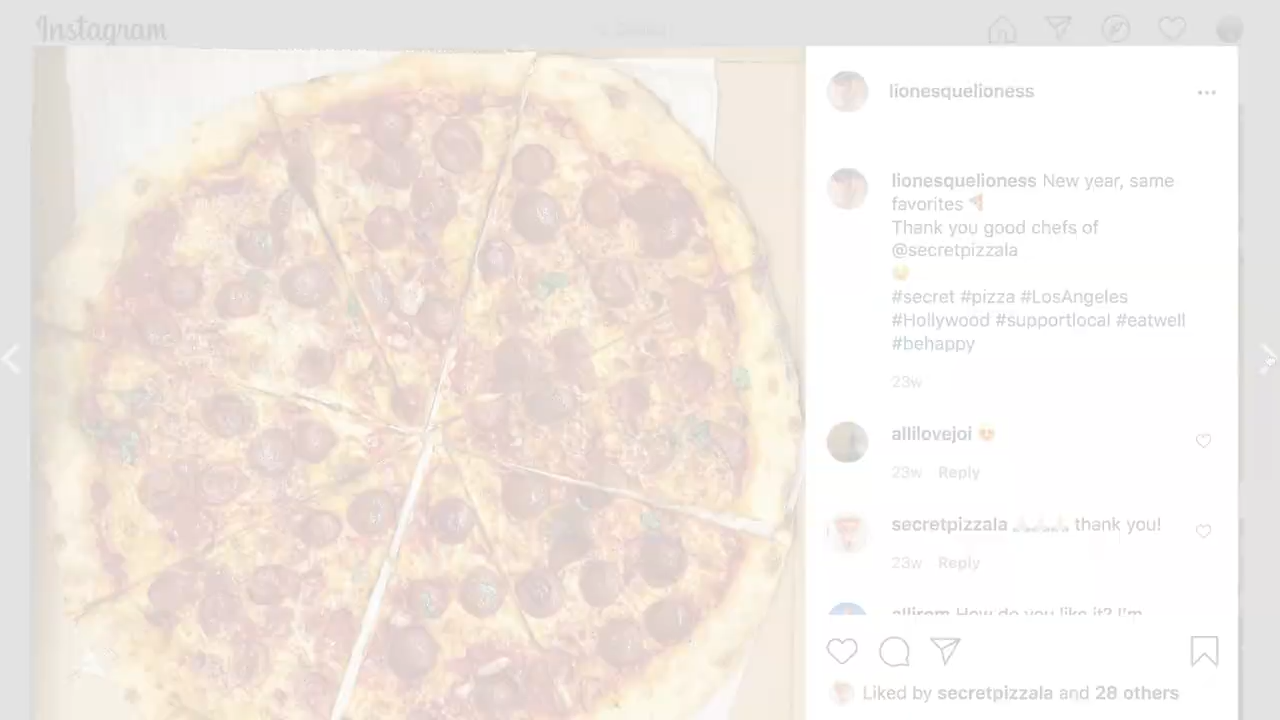 Instagram
lionesquelioness
lionesquelioness New year, same
favorites
Thank you good chefs of
@secretpizzala
#secret #pizza #LosAngeles
#Hollywood #supportlocal #eatwell
#behappy
23w
allilovejoi
23w Reply
secretpizzala thank you!
23w Reply
How do you like it? I'm
Liked by secretpizzala and 28 others